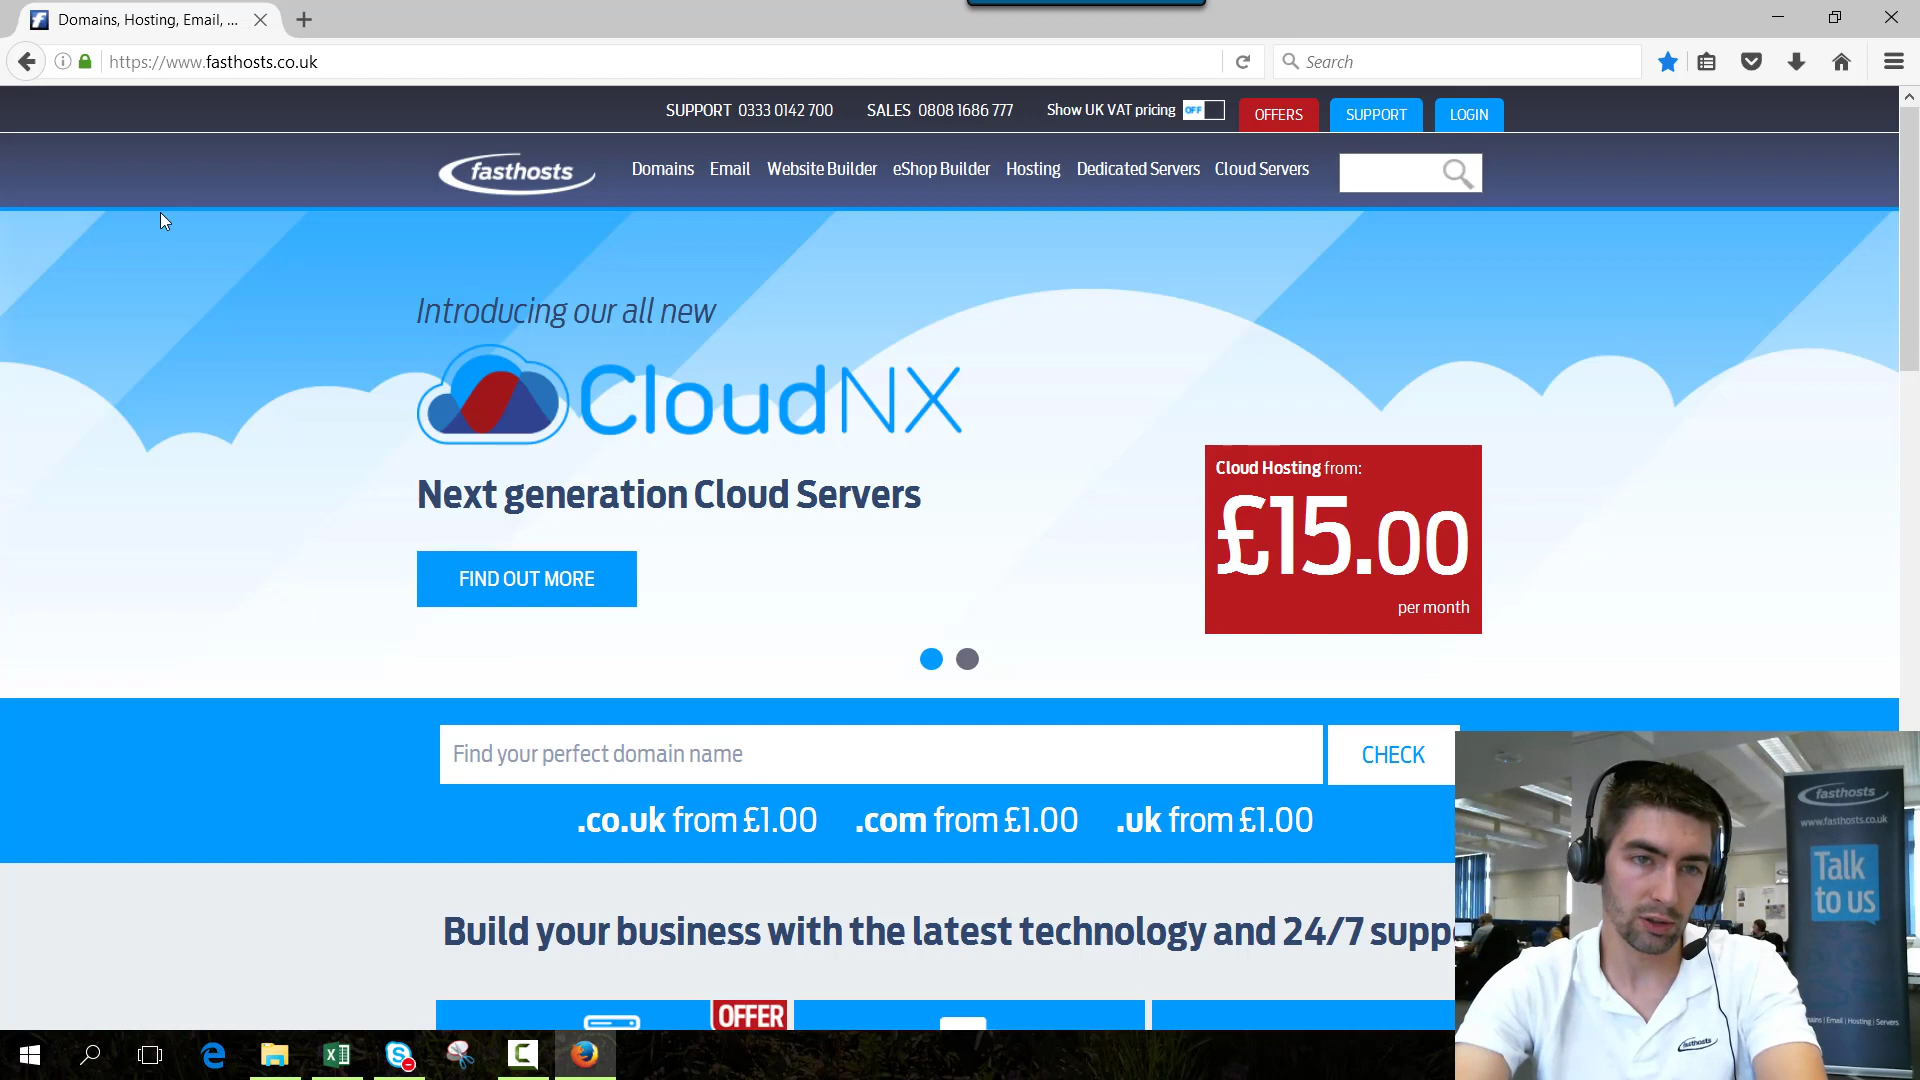 Domains, Hosting, Email, ...
https://www.fasthosts.co.uk
Search
SUPPORT 0333 0142 700
SALES 0808 1686 777
Show UK VAT pricing
OFF
OFFERS
SUPPORT
LOGIN
fasthosts
Domains
Email
Website Builder
eShop Builder
Hosting
Dedicated Servers
Cloud Servers
Introducing our all new
CloudNX
Next generation Cloud Servers
FIND OUT MORE
Cloud Hosting from:
£15.00
per month
Find your perfect domain name
CHECK
.co.uk from £1.00
.com from £1.00
.uk from £1.00
Build your business with the latest technology and 24/7
OFFER
fasthosts
www.fasthosts.co.uk
Talk
to us
| Email | Hosting | Servers
fasthosts